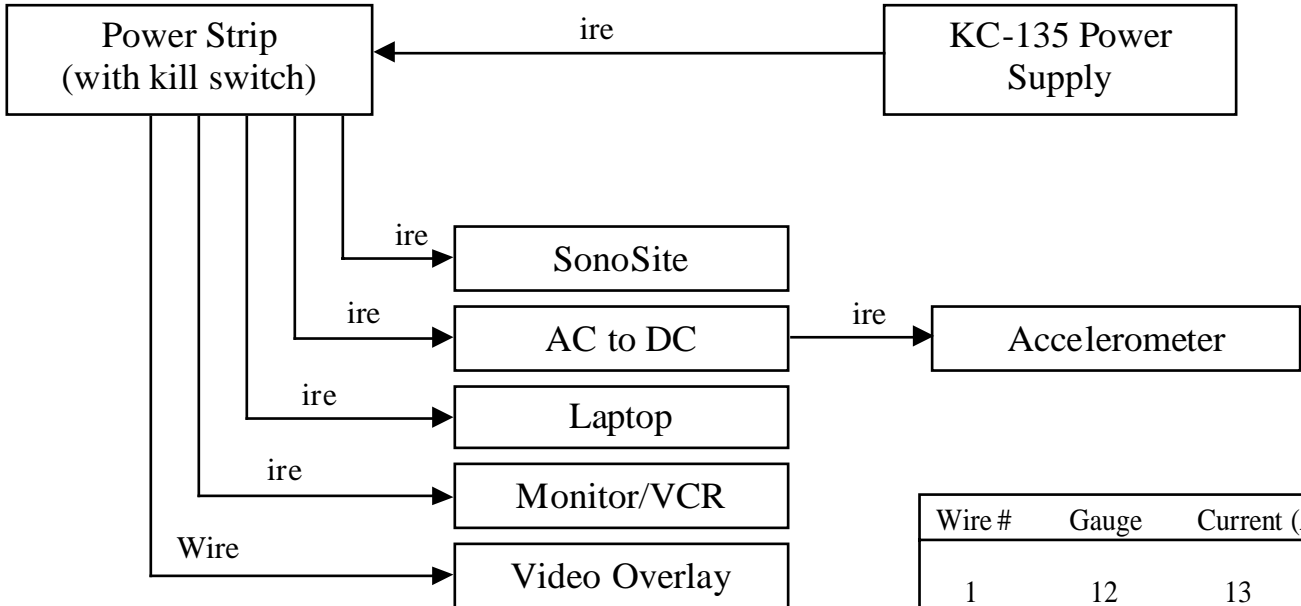 Power Strip
(with kill switch)
ire
KC-135 Power
Supply
ire
SonoSite
ire
AC to DC
ire
Accelerometer
ire
Laptop
ire
Monitor/VCR
Wire
Video Overlay
Wire # Gauge Current (
1 12 13